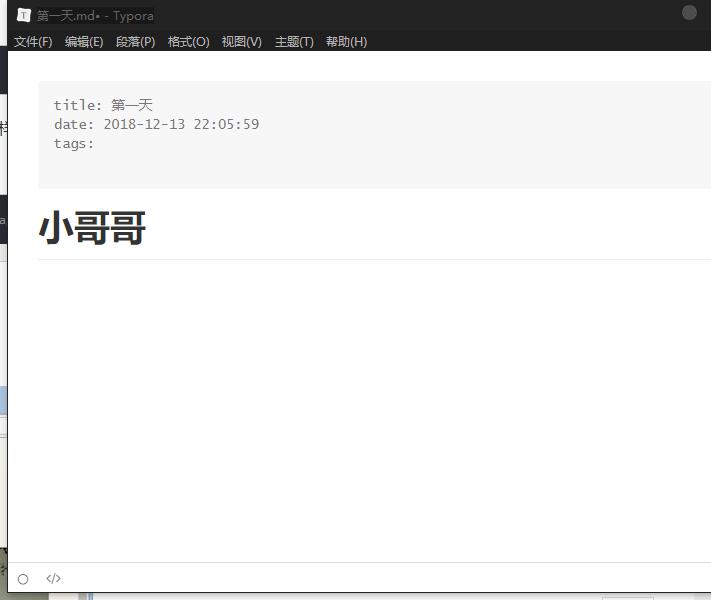 第一天.md• - Typora
文件(F) 编辑(E) 段落(P) 格式(O) 视图(V) 主题(T) 帮助(H)
title: 第一天
date: 2018-12-13 22:05:59
tags:
小哥哥